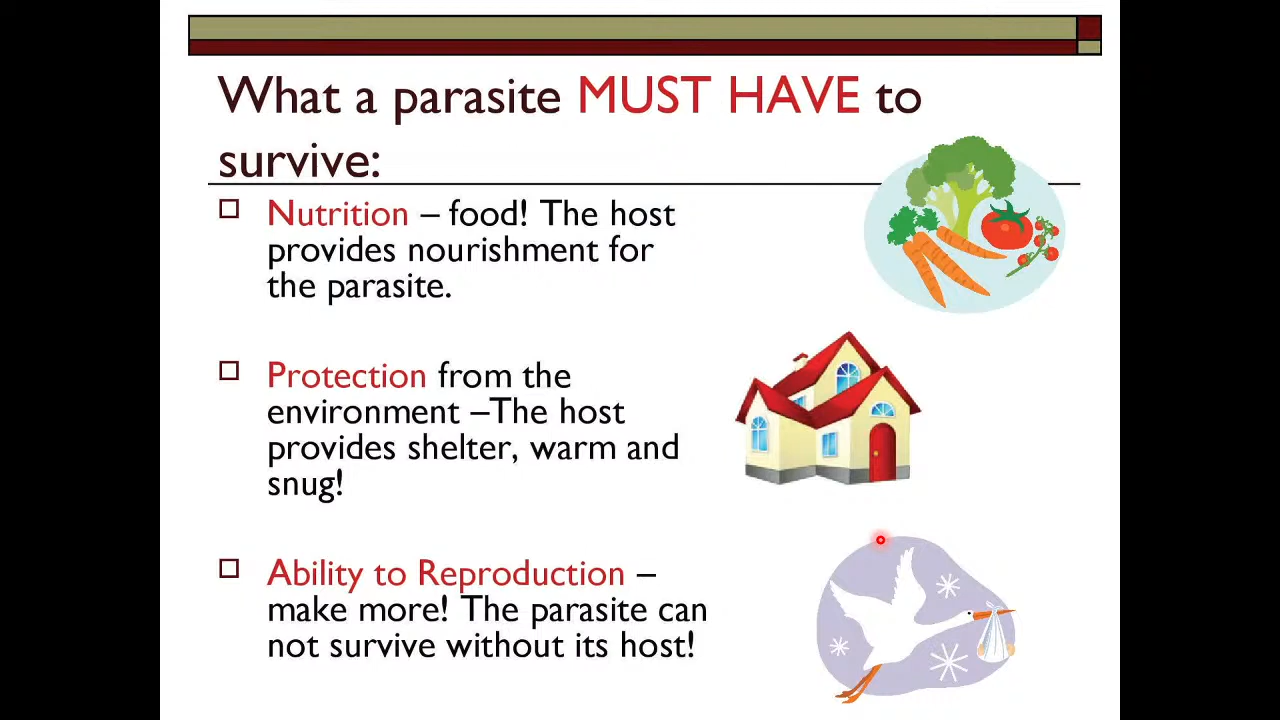 What a parasite MUST HAVE to
survive:
Nutrition – food! The host
provides nourishment for
the parasite.
Protection from the
environment –The host
provides shelter, warm and
snug!
Ability to Reproduction –
make more! The parasite can
not survive without its host!